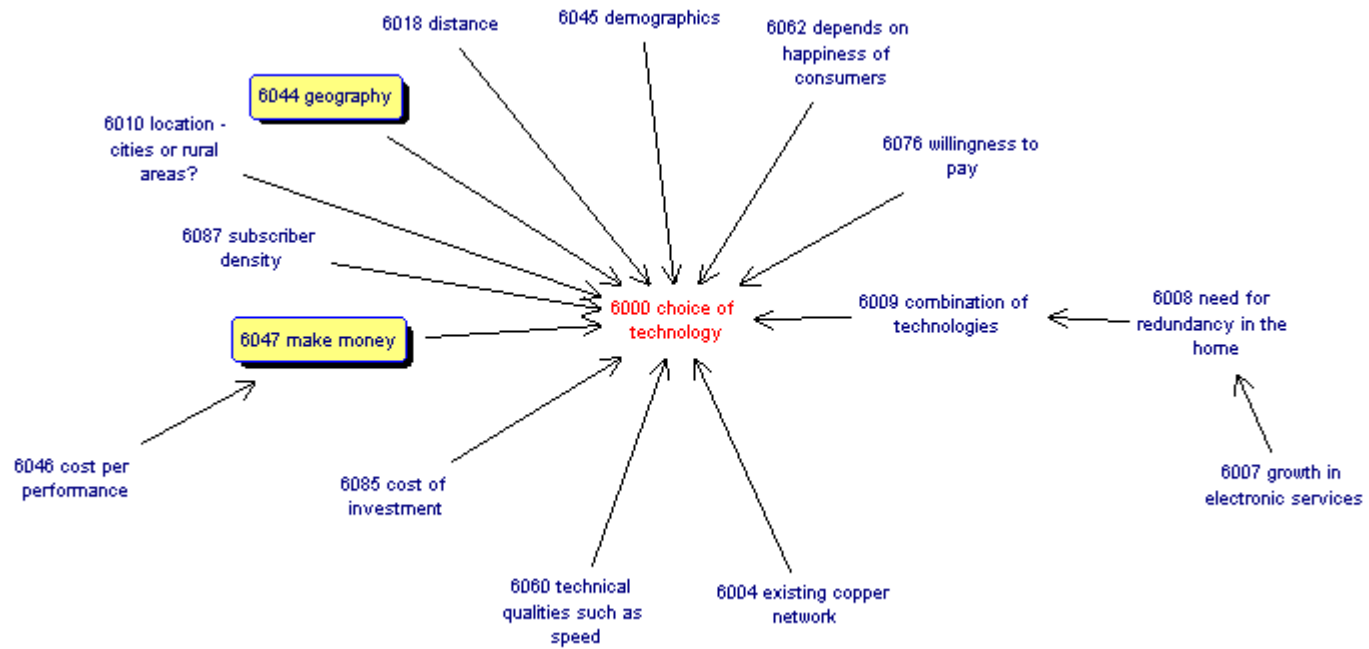 6018 distance
6045 demographics
6062 depends on
happiness of
consumers
6044 geography
6010 location -
cities or rural
areas?
6076 willingness to
pay
6087 subscriber
density
6000 choice of
technology
6009 combination of
technologies
6008 need for
redundancy in the
home
6047 make money
6046 cost per
performance
6085 cost of
investment
6007 growth in
electronic services
6060 technical
qualities such as
speed
6004 existing copper
network